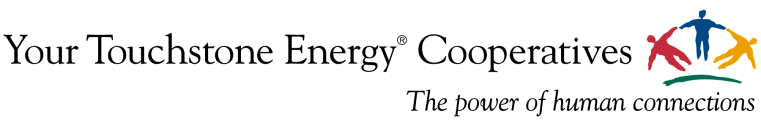 Your Touchstone Energy® Cooperatives
The power of human connections